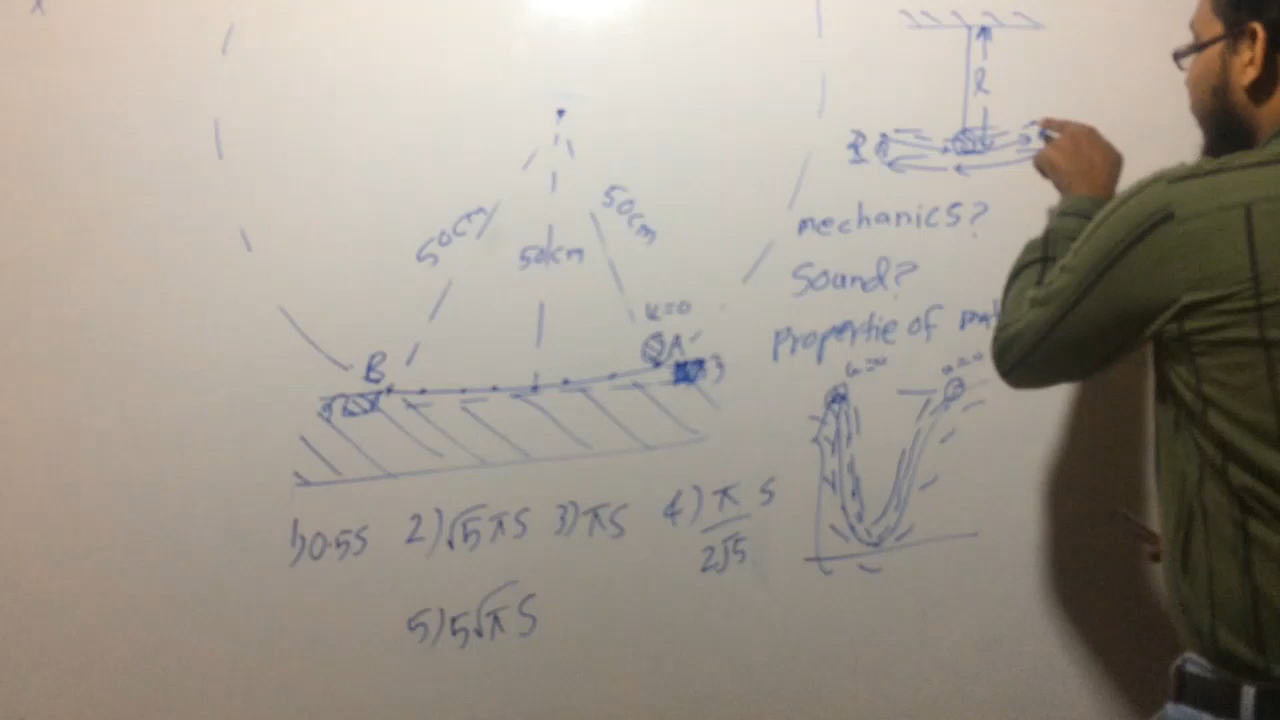 50cm
50cm
50cm
u=0
A
B
1) 0.5s 2) √5 π s 3) π s 4) π/2√5 s
5) 5√π s
l
mechanics?
Sound?
Propertie of
u=0